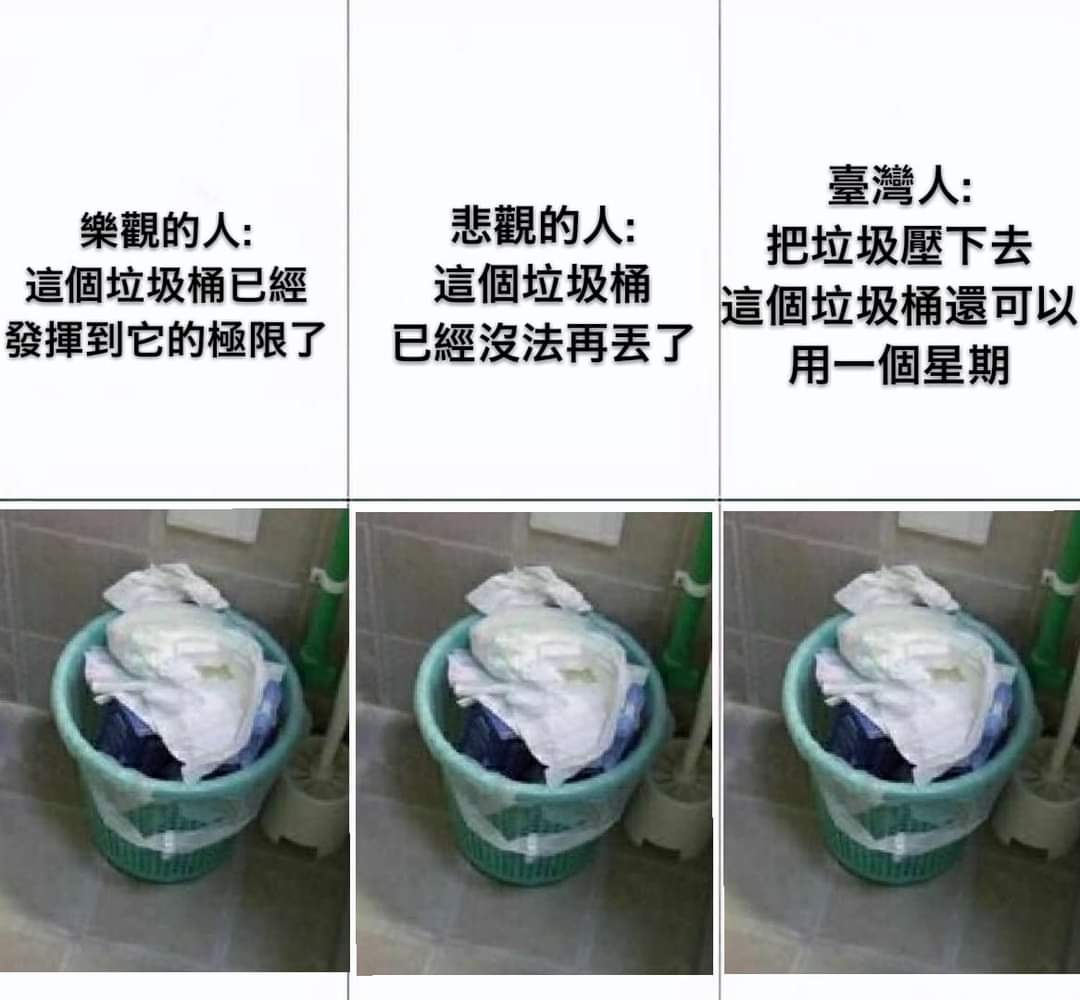 樂觀的人:
這個垃圾桶已經
發揮到它的極限了
悲觀的人:
這個垃圾桶
已經沒法再丟了
臺灣人:
把垃圾壓下去
這個垃圾桶還可以
用一個星期